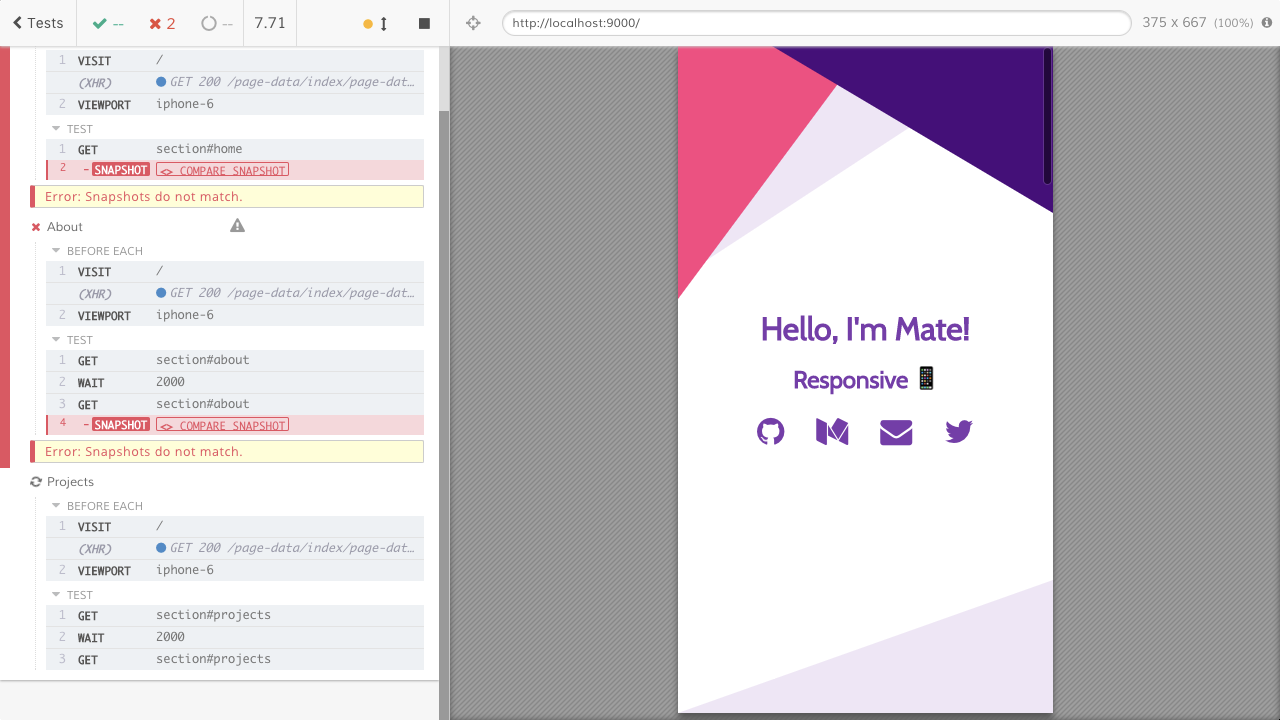 Tests
--
2
--
7.71
http://localhost:9000/
375 x 667 (100%)
1 VISIT /
(XHR) GET 200 /page-data/index/page-dat…
2 VIEWPORT iphone-6
TEST
1 GET section#home
2 - SNAPSHOT <> COMPARE SNAPSHOT
Error: Snapshots do not match.
About
BEFORE EACH
1 VISIT /
(XHR) GET 200 /page-data/index/page-dat…
2 VIEWPORT iphone-6
TEST
1 GET section#about
2 WAIT 2000
3 GET section#about
4 - SNAPSHOT <> COMPARE SNAPSHOT
Error: Snapshots do not match.
Projects
BEFORE EACH
1 VISIT /
(XHR) GET 200 /page-data/index/page-dat…
2 VIEWPORT iphone-6
TEST
1 GET section#projects
2 WAIT 2000
3 GET section#projects
Hello, I'm Mate!
Responsive 📱